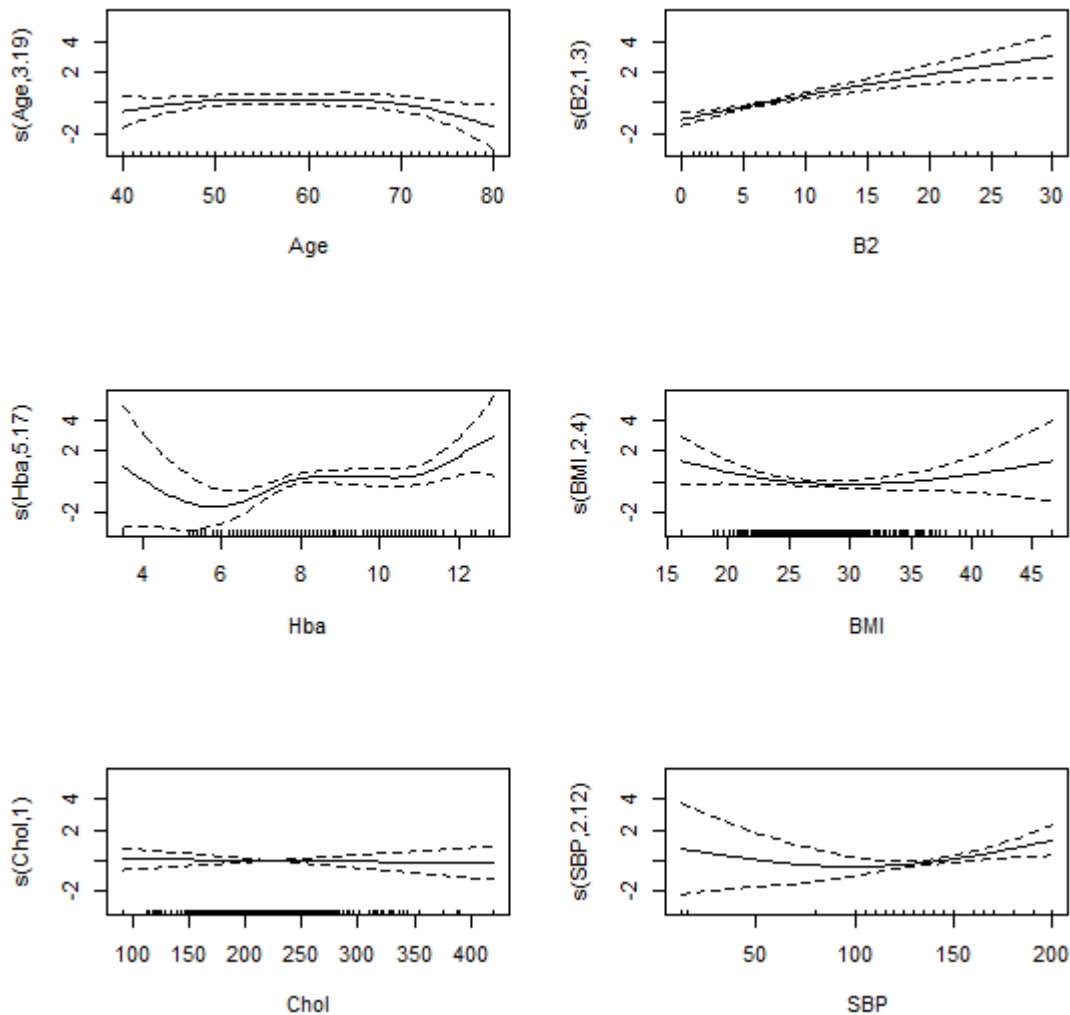 s(Age,3.19)
4
2
-2
40 50 60 70 80
Age
s(B2,1.3)
4
2
-2
0 5 10 15 20 25 30
B2
s(Hba,5.17)
4
2
-2
4 6 8 10 12
Hba
s(BMI,2.4)
4
2
-2
15 20 25 30 35 40 45
BMI
s(Chol,1)
4
2
-2
100 150 200 250 300 350 400
Chol
s(SBP,2.12)
4
2
-2
50 100 150 200
SBP